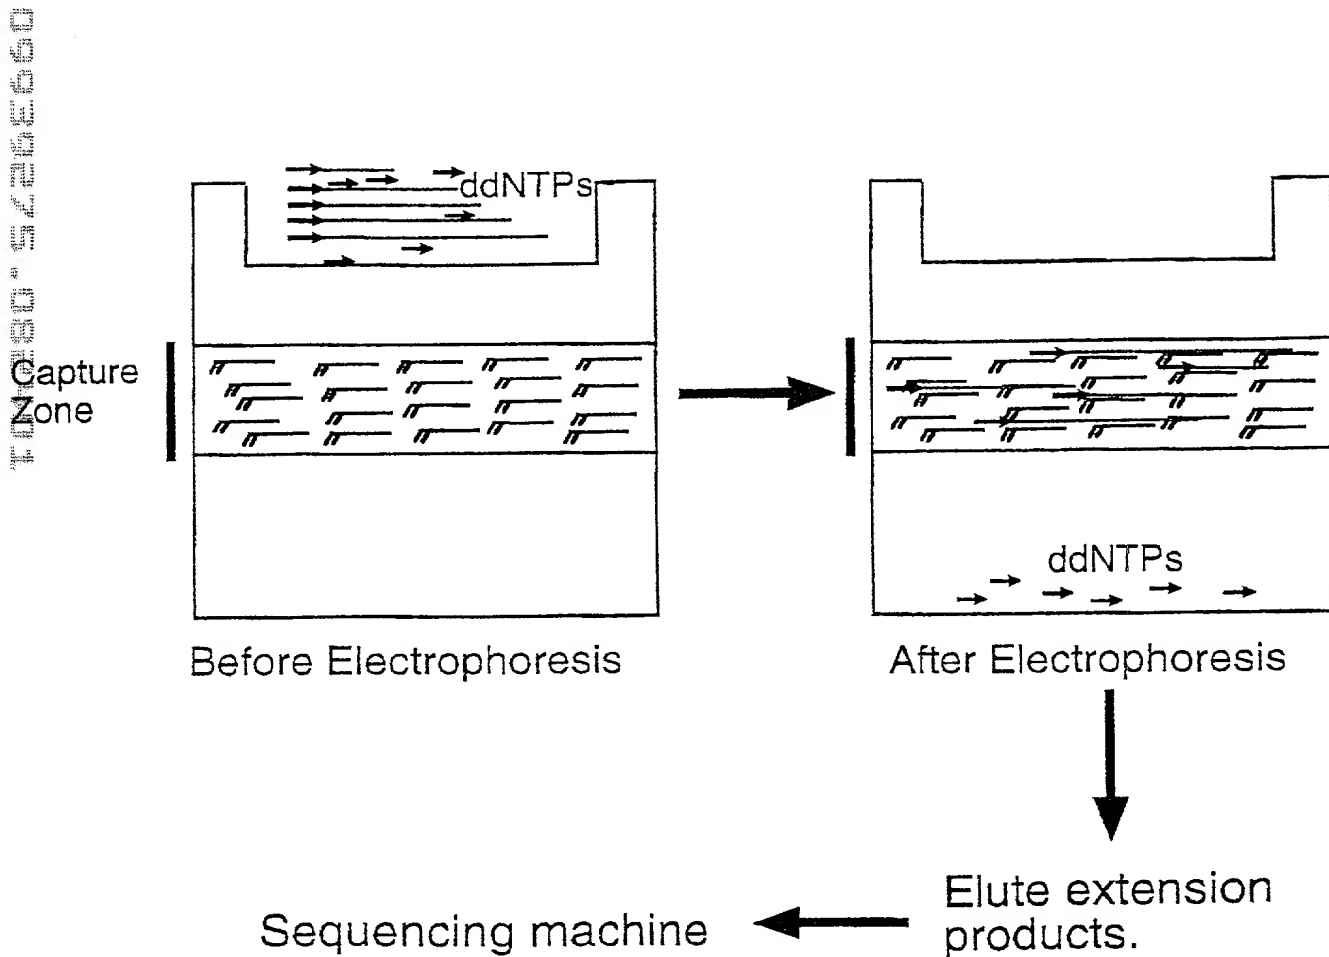 ddNTPs
Capture
Zone
ddNTPs
Before Electrophoresis
After Electrophoresis
Elute extension
products.
Sequencing machine